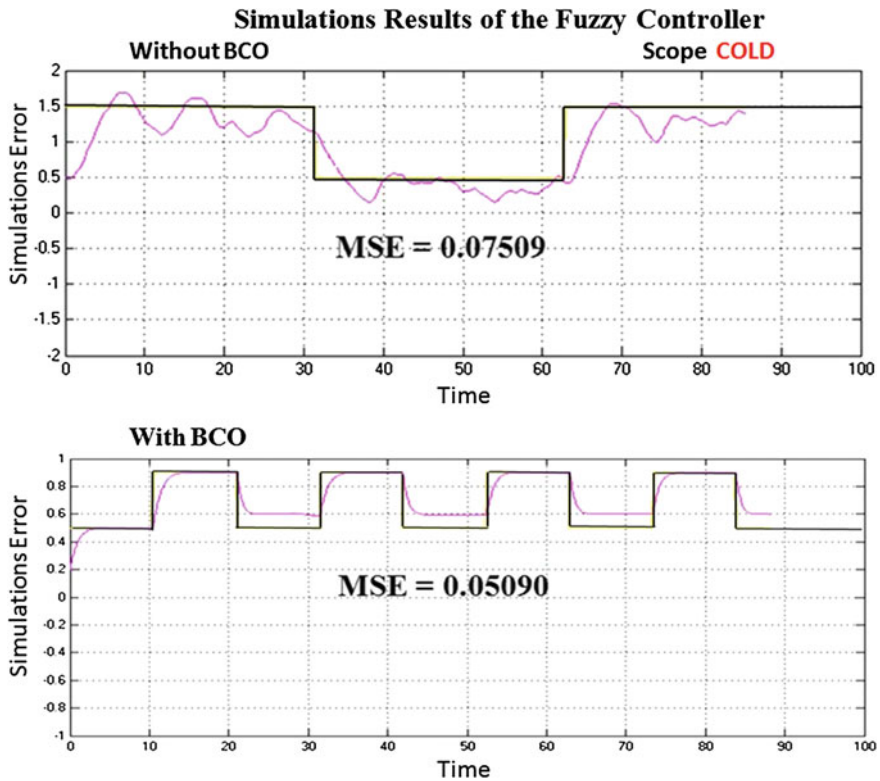 Simulations Results of the Fuzzy Controller
Without BCO
Scope COLD
Simulations Error
2
1.5
1
0.5
0
-0.5
-1
-1.5
-2
MSE = 0.07509
0 10 20 30 40 50 60 70 80 90 100
Time
With BCO
Simulations Error
1
0.8
0.6
0.4
0.2
0
-0.2
-0.4
-0.6
-0.8
-1
MSE = 0.05090
0 10 20 30 40 50 60 70 80 90 100
Time